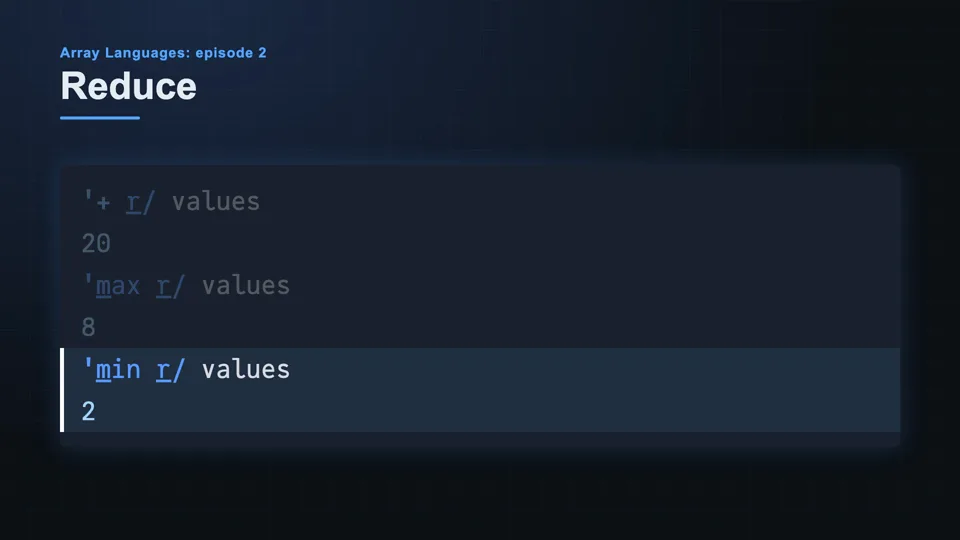 Array Languages: episode 2
Reduce
'+ r/ values
20
'max r/ values
8
'min r/ values
2